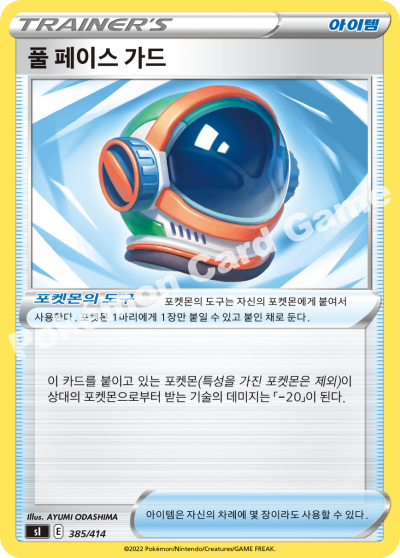 TRAINER'S
아이템
풀 페이스 가드
포켓몬의 도구 포켓몬의 도구는 자신의 포켓몬에게 붙여서
사용한다. 포켓몬 1마리에게 1장만 붙일 수 있고 붙인 채로 둔다.
이 카드를 붙이고 있는 포켓몬(특성을 가진 포켓몬은 제외)이
상대의 포켓몬으로부터 받는 기술의 데미지는 「-20」이 된다.
Pokémon Card Game
Illus. AYUMI ODASHIMA
sI E 385/414
아이템은 자신의 차례에 몇 장이라도 사용할 수 있다.
©2022 Pokémon/Nintendo/Creatures/GAME FREAK.